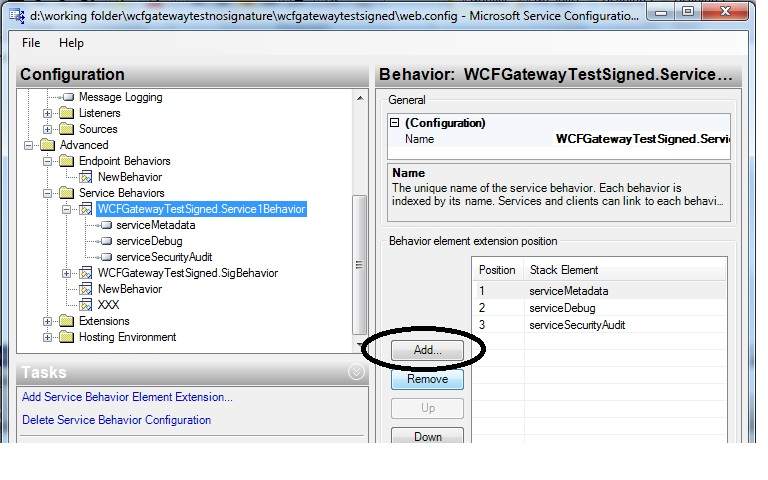 d:\working folder\wcfgatewaytestnosignature\wcfgatewaytestsigned\web.config - Microsoft Service Configuratio...
File Help
Configuration
Message Logging
Listeners
Sources
Advanced
Endpoint Behaviors
NewBehavior
Service Behaviors
WCFGatewayTestSigned.Service1Behavior
serviceMetadata
serviceDebug
serviceSecurityAudit
WCFGatewayTestSigned.SigBehavior
NewBehavior
XXX
Extensions
Hosting Environment
Tasks
Add Service Behavior Element Extension...
Delete Service Behavior Configuration
Behavior: WCFGatewayTestSigned.Service...
General
(Configuration)
Name WCFGatewayTestSigned.Servi
Name
The unique name of the service behavior. Each behavior is
indexed by its name. Services and clients can link to each behavi...
Behavior element extension position
Position Stack Element
1 serviceMetadata
2 serviceDebug
3 serviceSecurityAudit
Add...
Remove
Up
Down